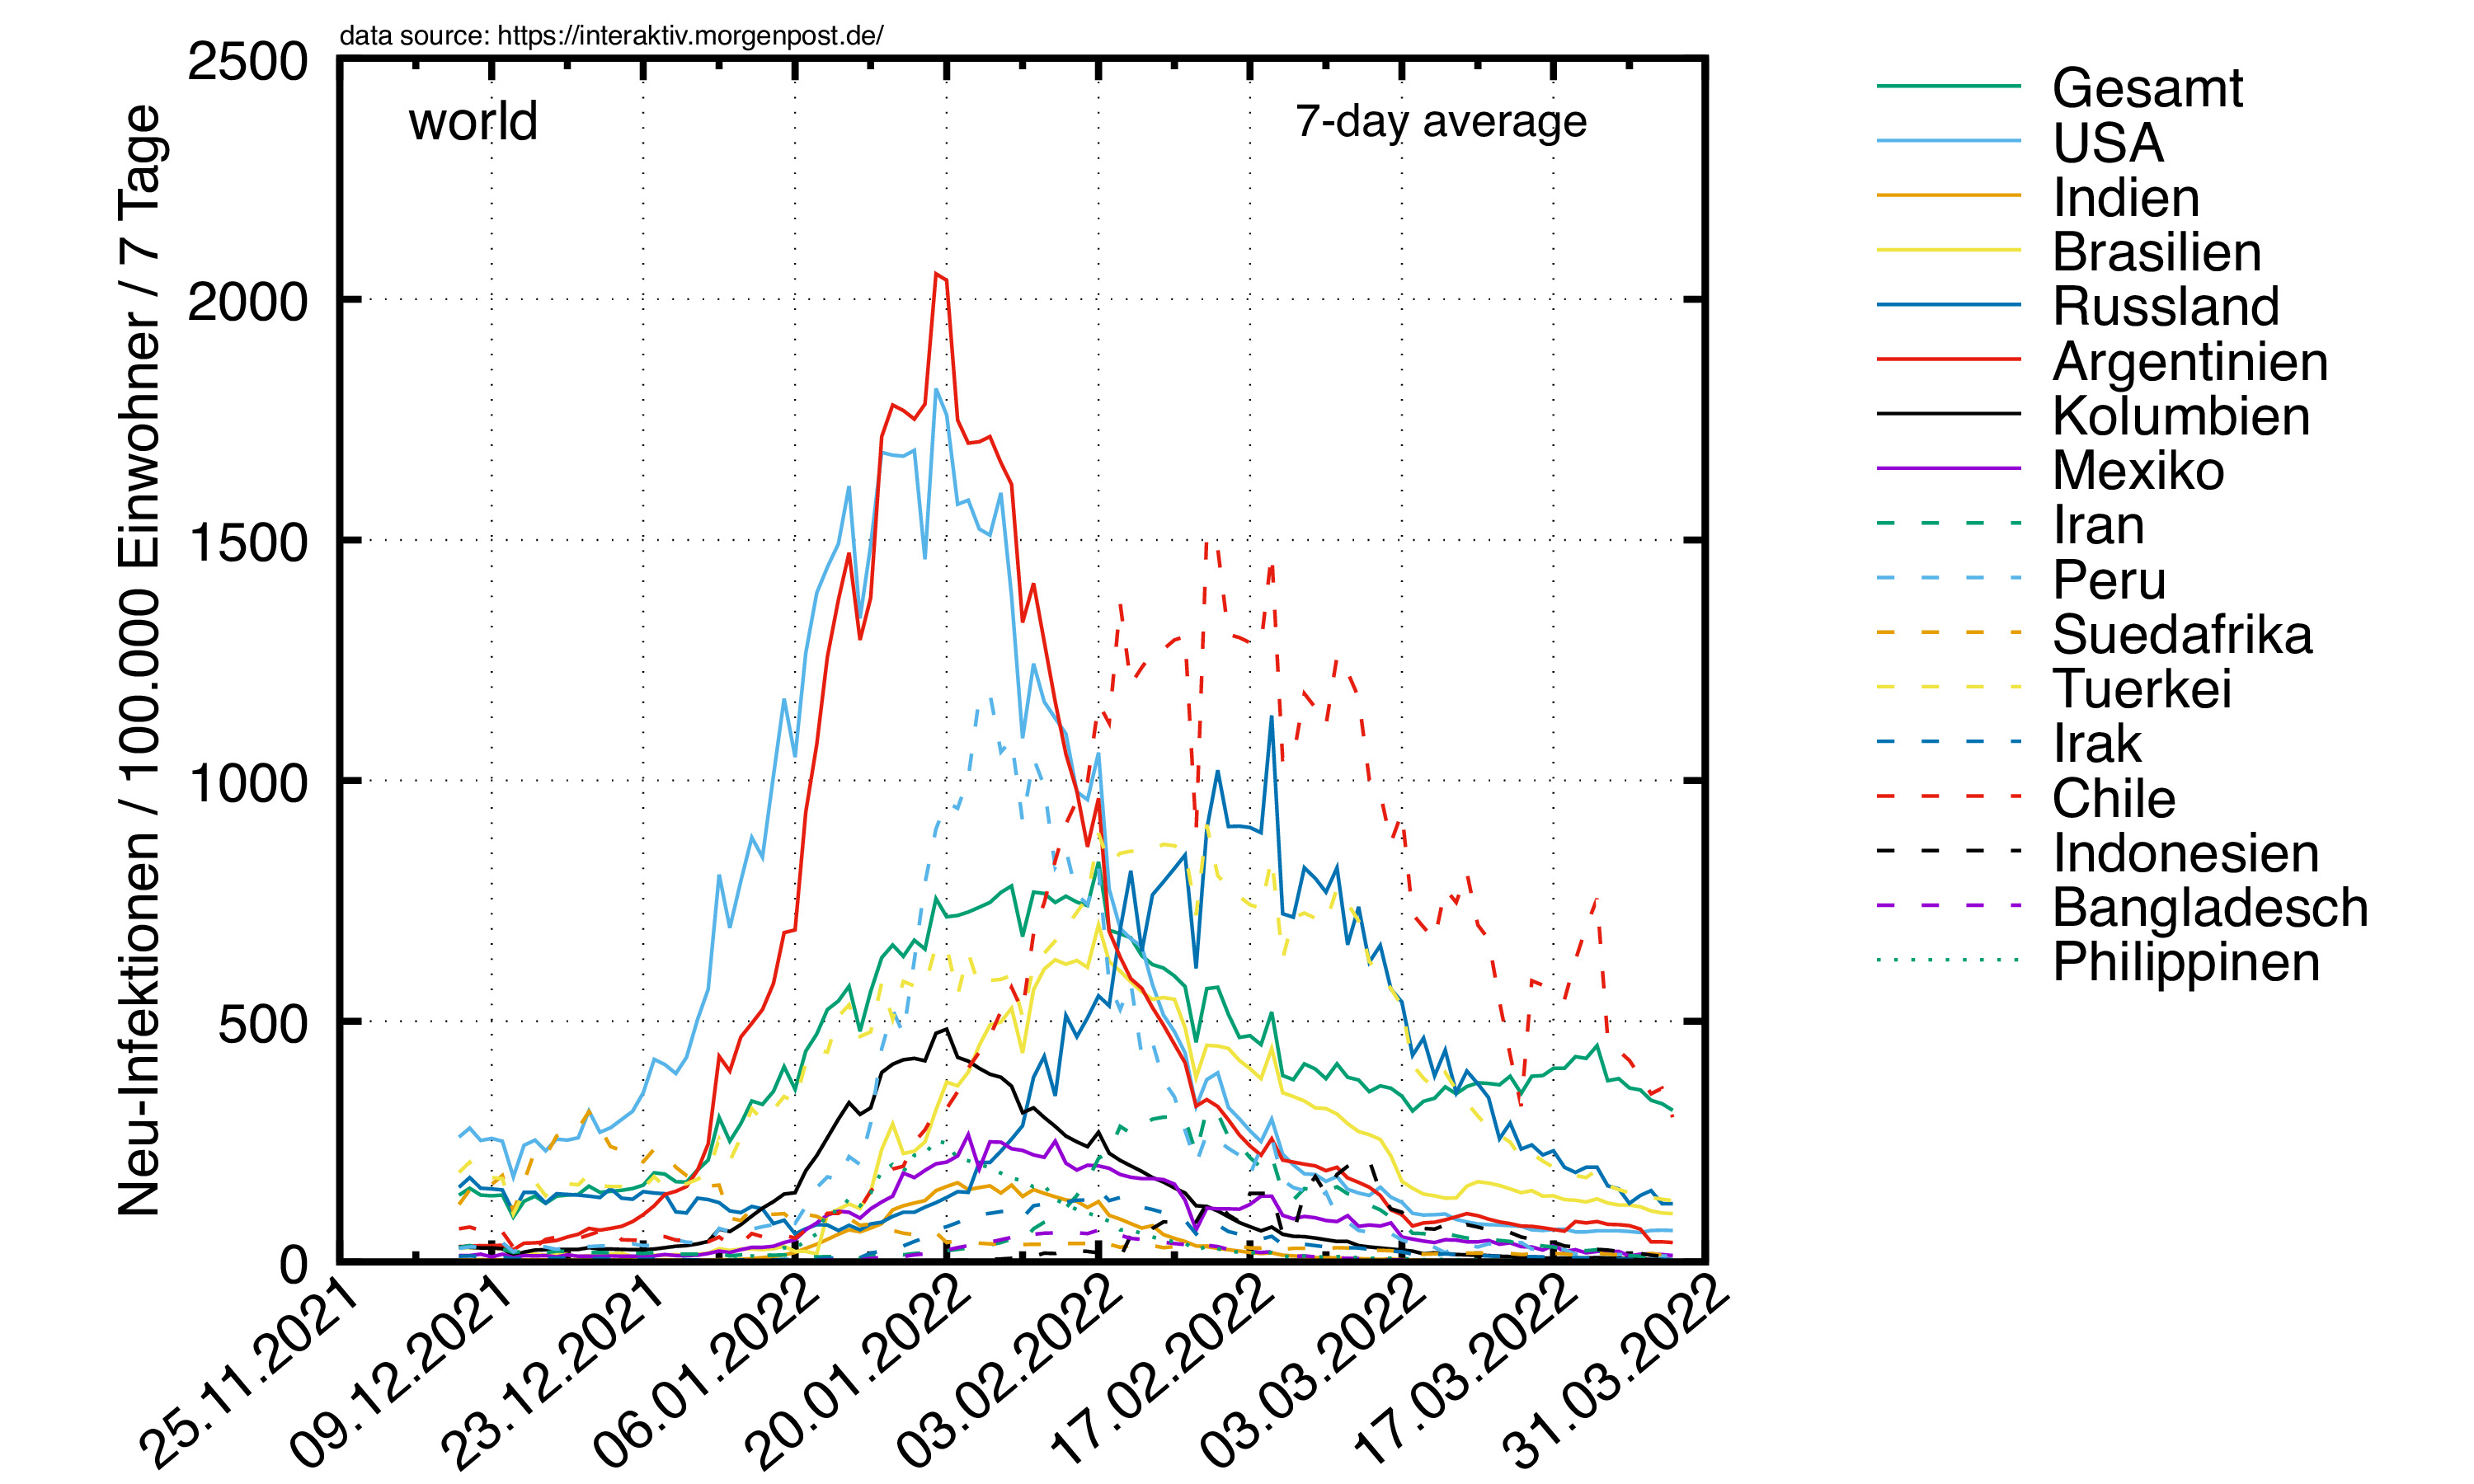 data source: https://interaktiv.morgenpost.de/
Neu-Infektionen / 100.000 Einwohner / 7 Tage
2500
2000
1500
1000
500
0
world
7-day average
25.11.2021
09.12.2021
23.12.2021
06.01.2022
20.01.2022
03.02.2022
17.02.2022
03.03.2022
17.03.2022
31.03.2022
Gesamt
USA
Indien
Brasilien
Russland
Argentinien
Kolumbien
Mexiko
Iran
Peru
Suedafrika
Tuerkei
Irak
Chile
Indonesien
Bangladesch
Philippinen